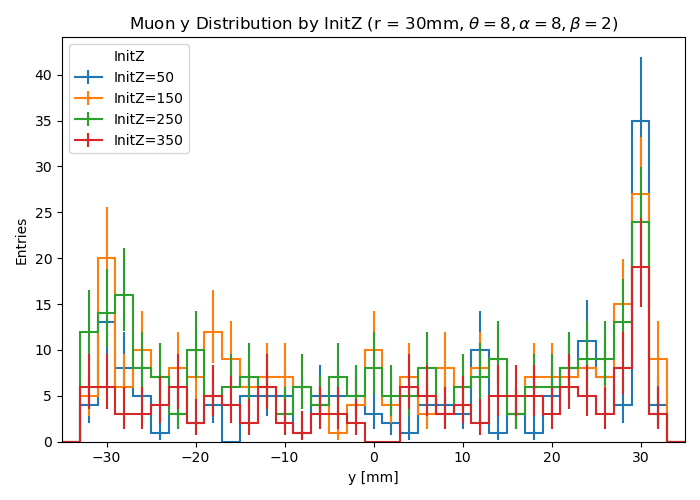 Muon y Distribution by InitZ (r = 30mm, θ = 8, α = 8, β = 2)
InitZ
InitZ=50
InitZ=150
InitZ=250
InitZ=350
Entries
40
35
30
25
20
15
10
5
0
−30 −20 −10 0 10 20 30
y [mm]